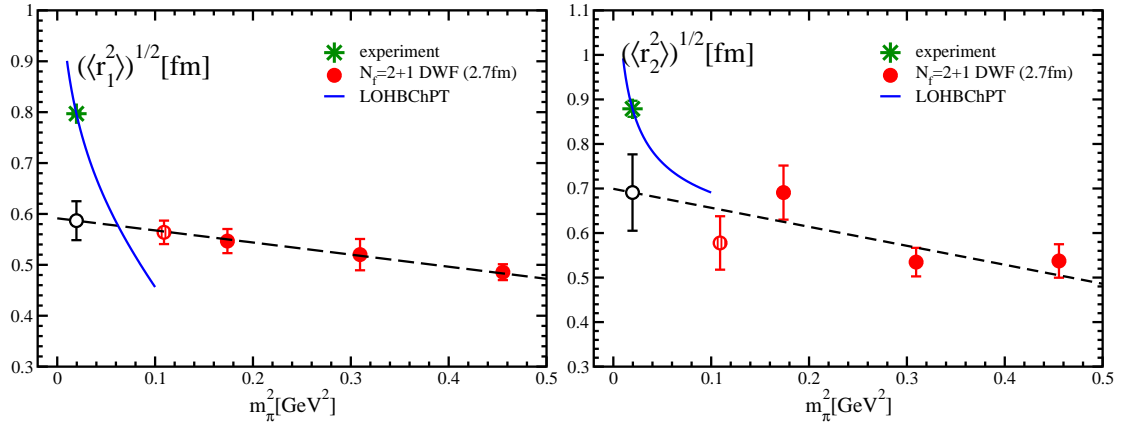 (⟨r₁²⟩)^1/2 [fm]
experiment
N_f=2+1 DWF (2.7fm)
LOHBChPT
1
0.9
0.8
0.7
0.6
0.5
0.4
0.3
0 0.1 0.2 0.3 0.4 0.5
m_π²[GeV²]
(⟨r₂²⟩)^1/2 [fm]
experiment
N_f=2+1 DWF (2.7fm)
LOHBChPT
1.1
1
0.9
0.8
0.7
0.6
0.5
0.4
0.3
0 0.1 0.2 0.3 0.4 0.5
m_π²[GeV²]